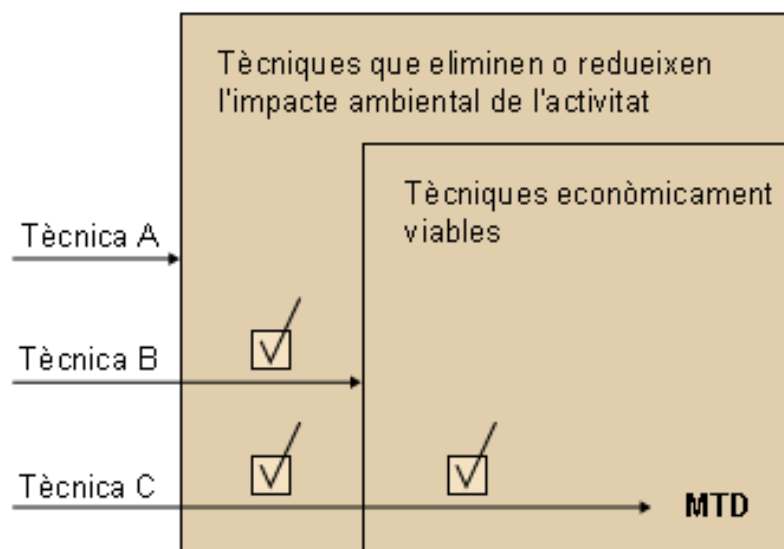 Tècniques que eliminen o redueixen
l'impacte ambiental de l'activitat
Tècniques econòmicament
viables
Tècnica A
Tècnica B
Tècnica C
MTD